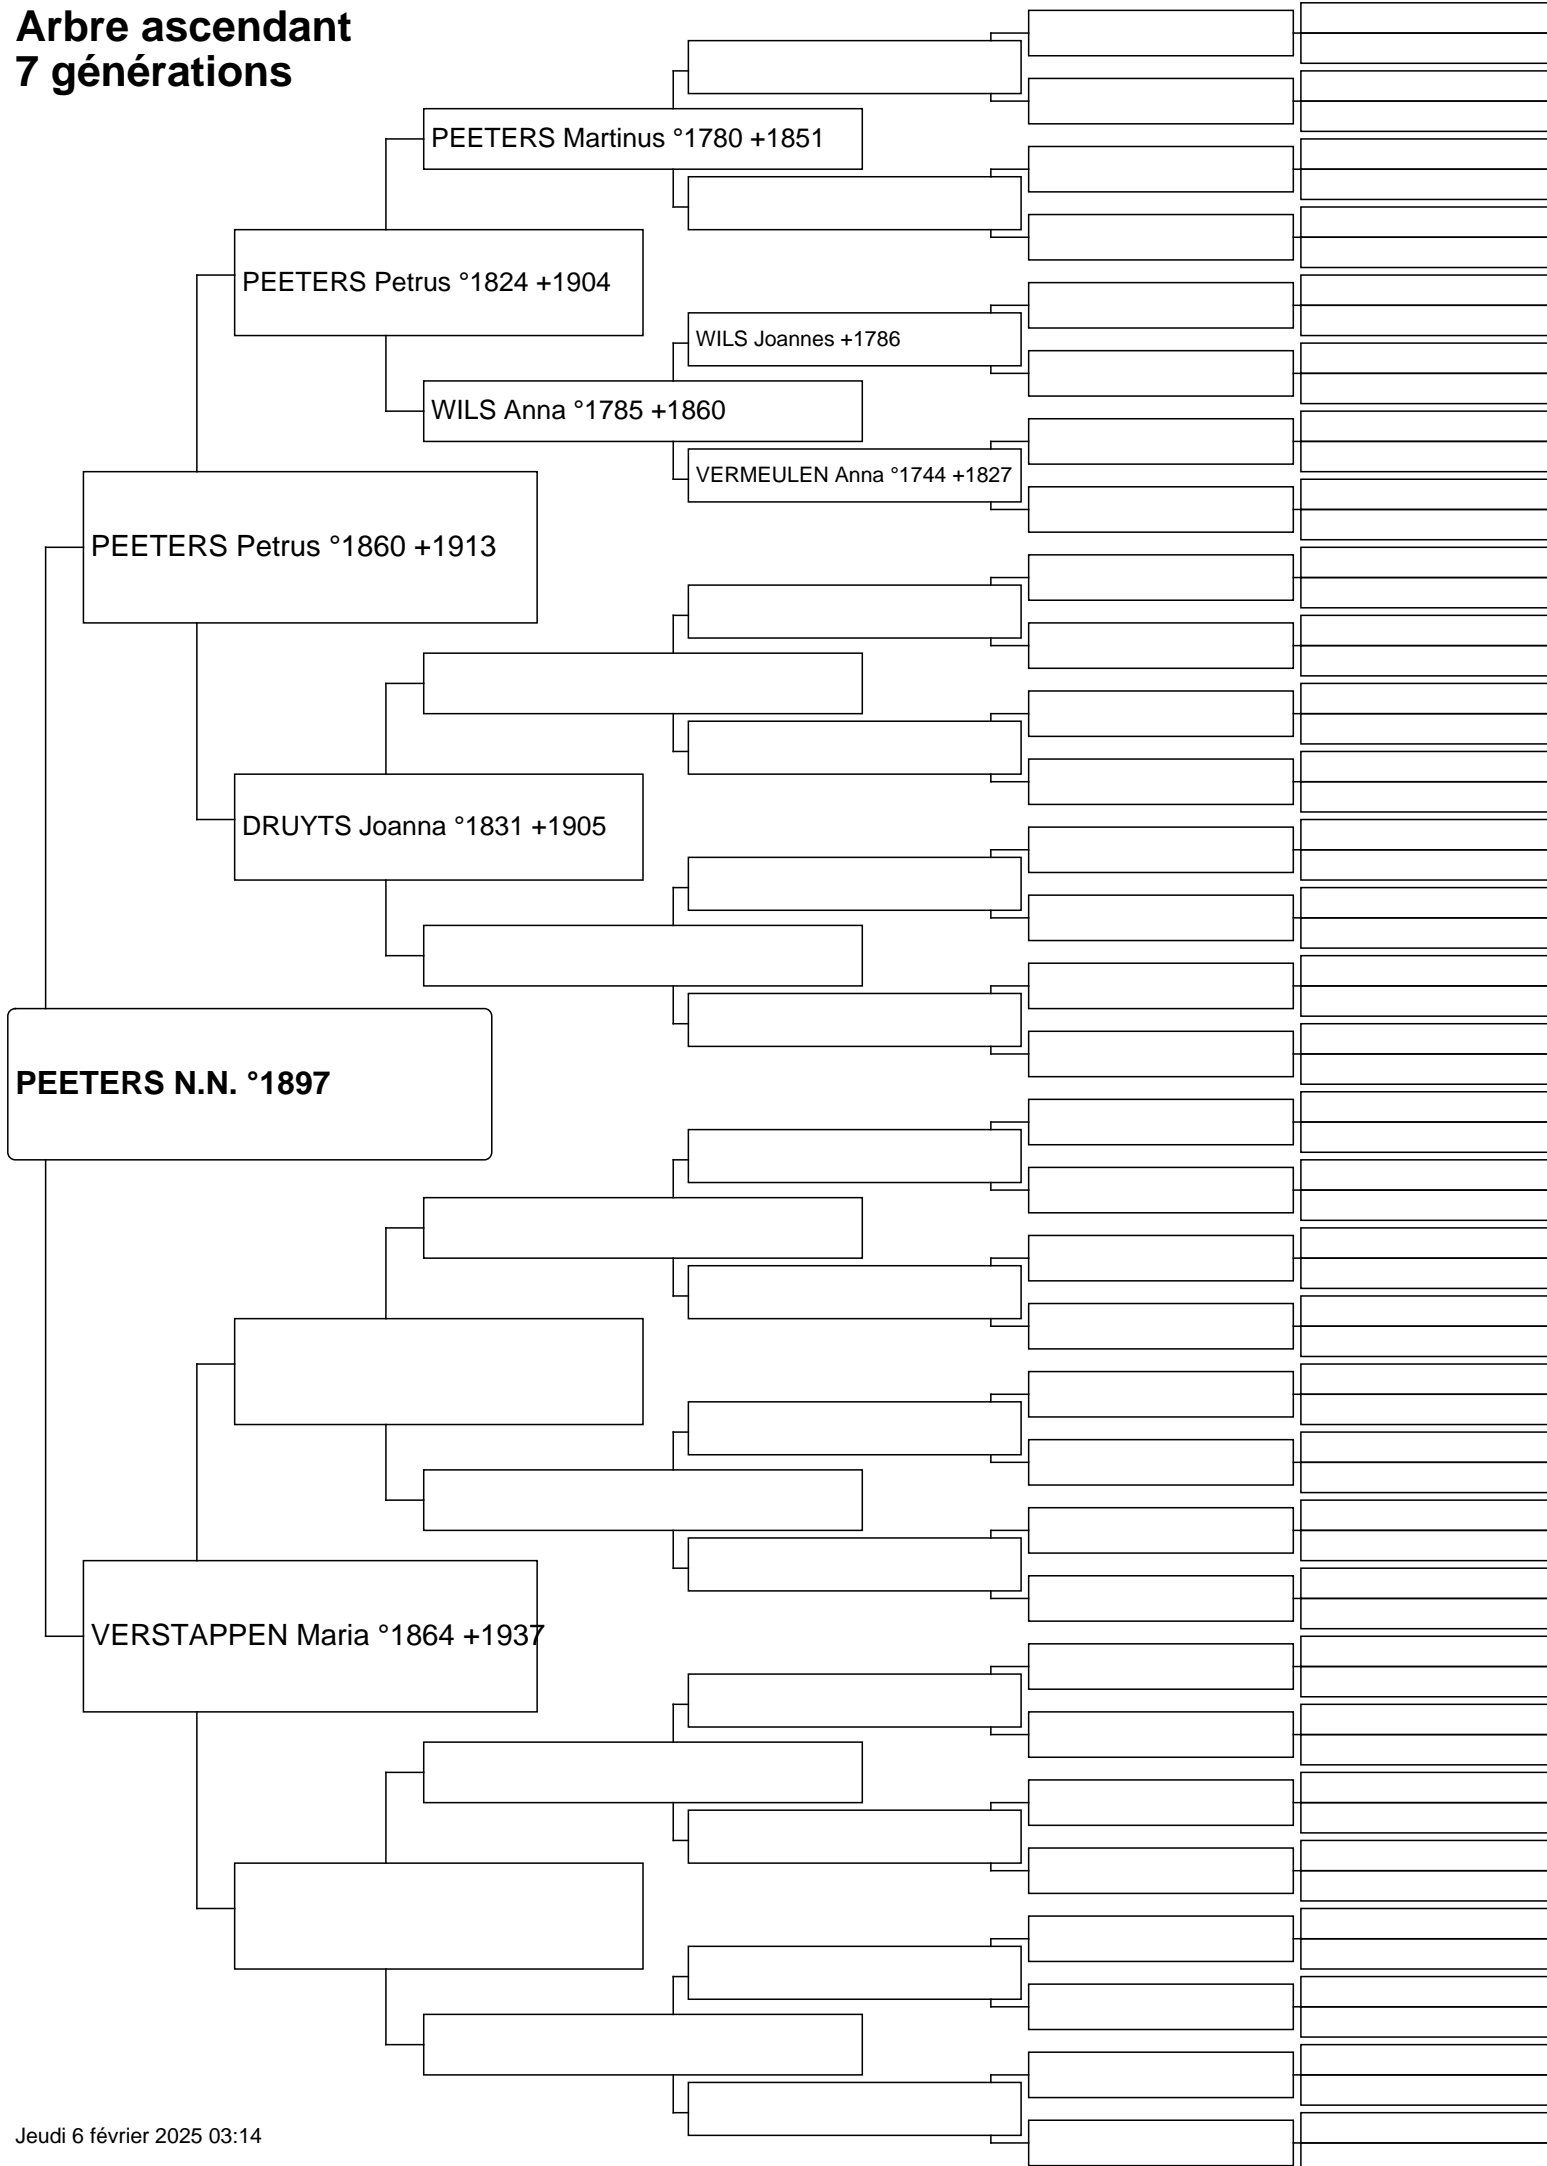 Arbre ascendant
7 générations
PEETERS Martinus °1780 +1851
PEETERS Petrus °1824 +1904
WILS Joannes +1786
WILS Anna °1785 +1860
VERMEULEN Anna °1744 +1827
PEETERS Petrus °1860 +1913
DRUYTS Joanna °1831 +1905
PEETERS N.N. °1897
VERSTAPPEN Maria °1864 +1937
Jeudi 6 février 2025 03:14